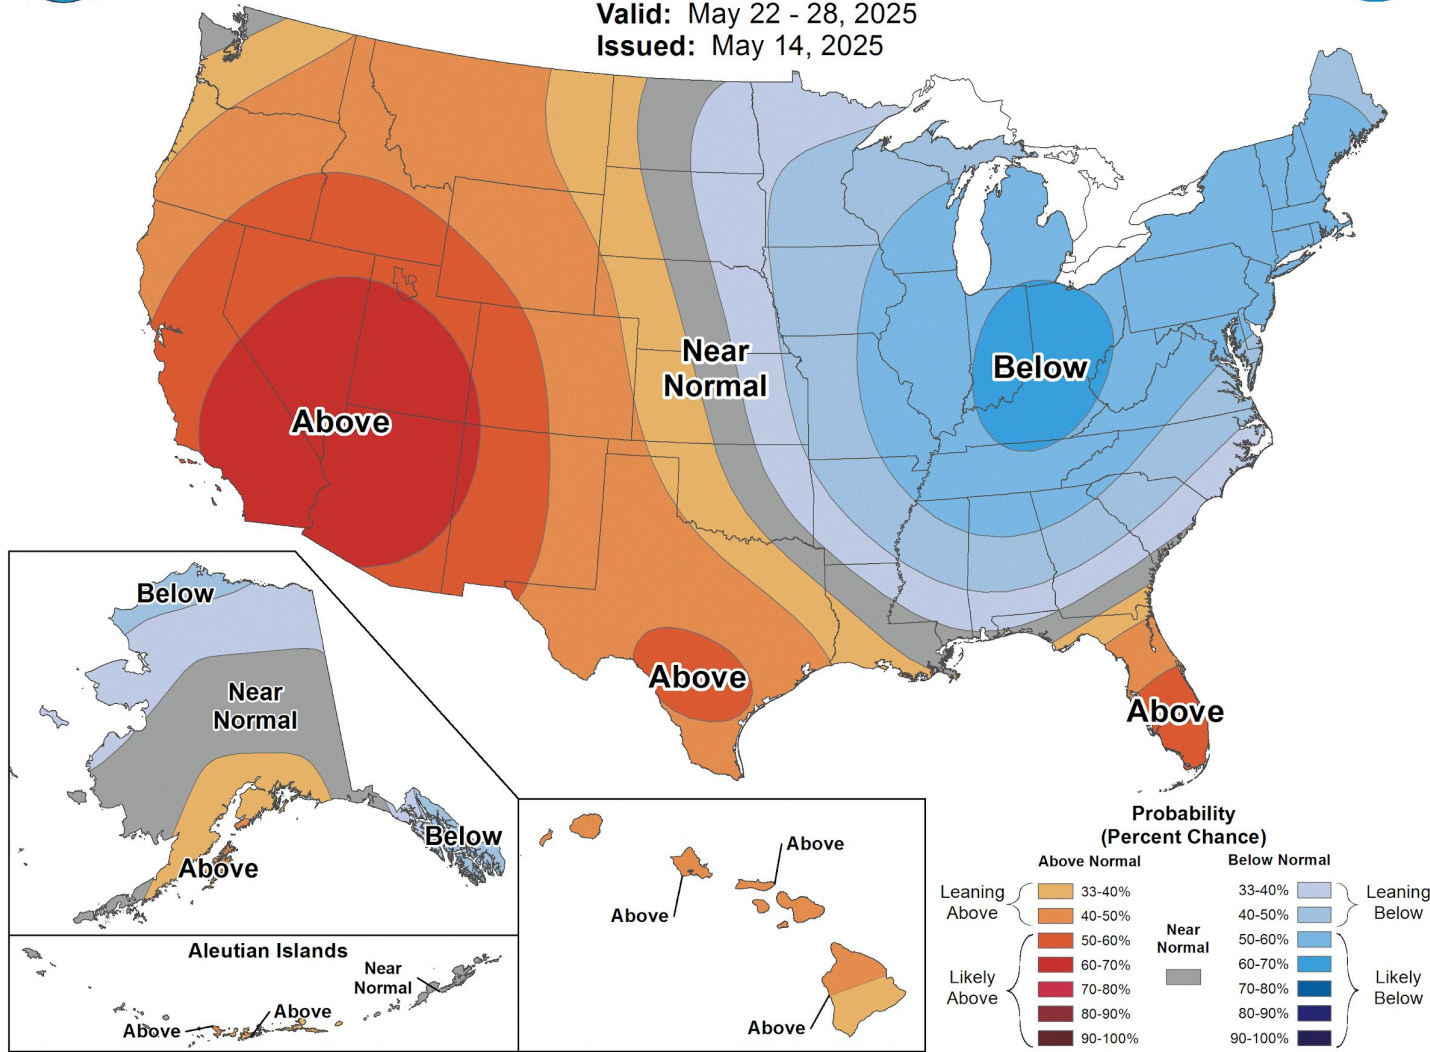 Valid: May 22 - 28, 2025
Issued: May 14, 2025
Near
Normal
Below
Above
Above
Above
Below
Near
Normal
Below
Above
Aleutian Islands
Near
Normal
Above
Above
Above
Above
Above
Probability
(Percent Chance)
Above Normal
Below Normal
Leaning
Above
33-40%
40-50%
Likely
Above
50-60%
60-70%
70-80%
80-90%
90-100%
Near
Normal
33-40%
40-50%
Leaning
Below
50-60%
60-70%
70-80%
80-90%
90-100%
Likely
Below